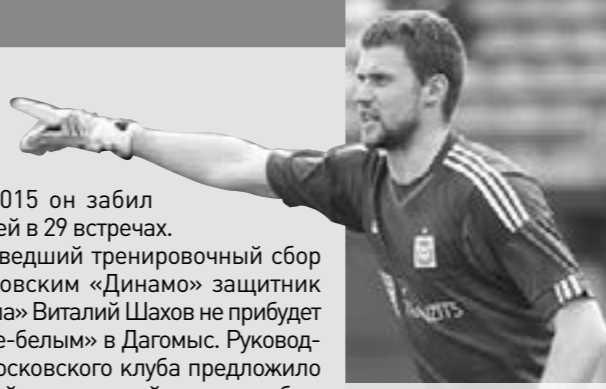 015 он забил
ей в 29 встречах.
ведший тренировочный сбор
овским «Динамо» защитник
а» Виталий Шахов не прибудет
е-белым» в Дагомыс. Руковод-
осковского клуба предложило